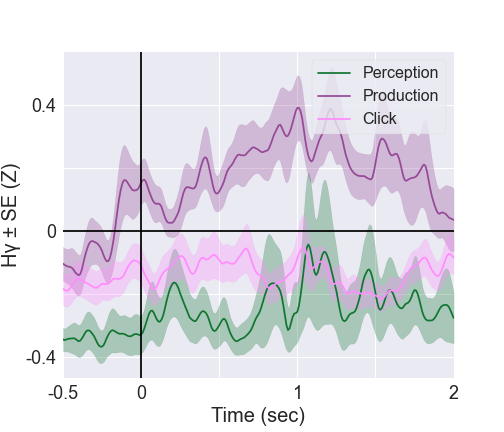 Perception
Production
Click
0.4
0
-0.4
Hγ ± SE (Z)
-0.5
0
1
2
Time (sec)